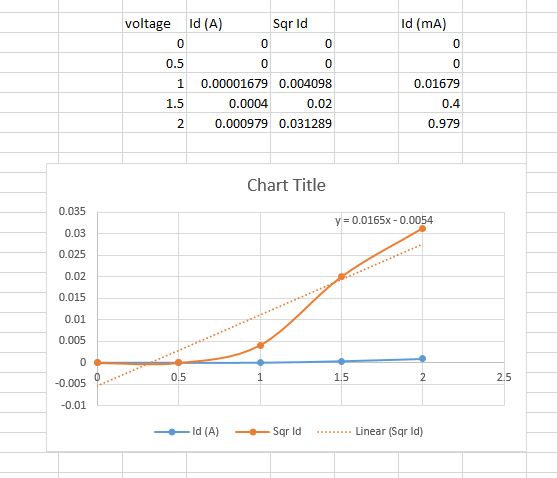 voltage Id (A) Sqr Id Id (mA)
0 0 0 0
0.5 0 0 0
1 0.00001679 0.004098 0.01679
1.5 0.0004 0.02 0.4
2 0.000979 0.031289 0.979
Chart Title
0.035
y = 0.0165x - 0.0054
0.03
0.025
0.02
0.015
0.01
0.005
0
0 0.5 1 1.5 2 2.5
-0.005
-0.01
Id (A) Sqr Id Linear (Sqr Id)